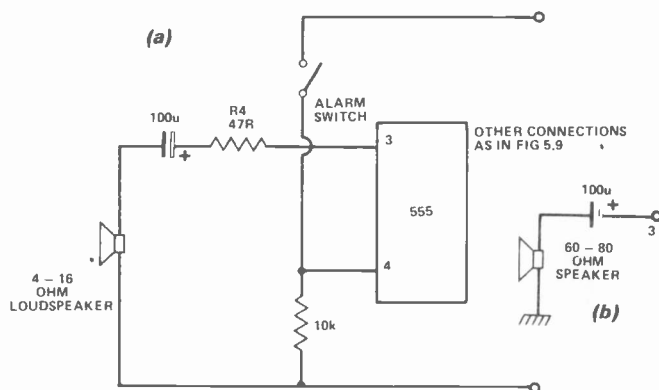 (a)
100u
+
R4
47R
ALARM
SWITCH
3
555
4
OTHER CONNECTIONS
AS IN FIG 5.9
4 – 16
OHM
LOUDSPEAKER
10k
100u
+
3
60 – 80
OHM
SPEAKER
(b)